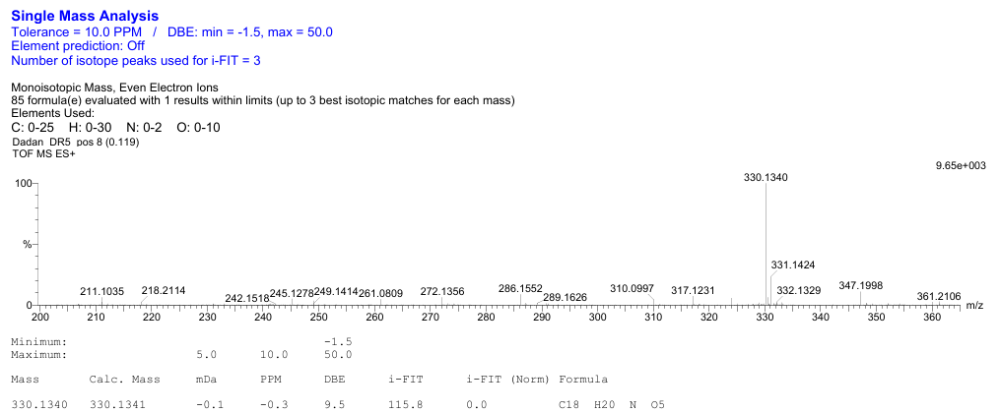 Single Mass Analysis
Tolerance = 10.0 PPM / DBE: min = -1.5, max = 50.0
Element prediction: Off
Number of isotope peaks used for i-FIT = 3
Monoisotopic Mass, Even Electron Ions
85 formula(e) evaluated with 1 results within limits (up to 3 best isotopic matches for each mass)
Elements Used:
C: 0-25 H: 0-30 N: 0-2 O: 0-10
Dadan DR5 pos 8 (0.119)
TOF MS ES+
9.65e+003
330.1340
100
%
0
331.1424
211.1035 218.2114 242.1518 245.1278 249.1414 261.0809 272.1356 286.1552 289.1626 310.0997 317.1231 332.1329 347.1998 361.2106
200 210 220 230 240 250 260 270 280 290 300 310 320 330 340 350 360 m/z
Minimum: -1.5
Maximum: 5.0 10.0 50.0
Mass Calc. Mass mDa PPM DBE i-FIT i-FIT (Norm) Formula
330.1340 330.1341 -0.1 -0.3 9.5 115.8 0.0 C18 H20 N O5